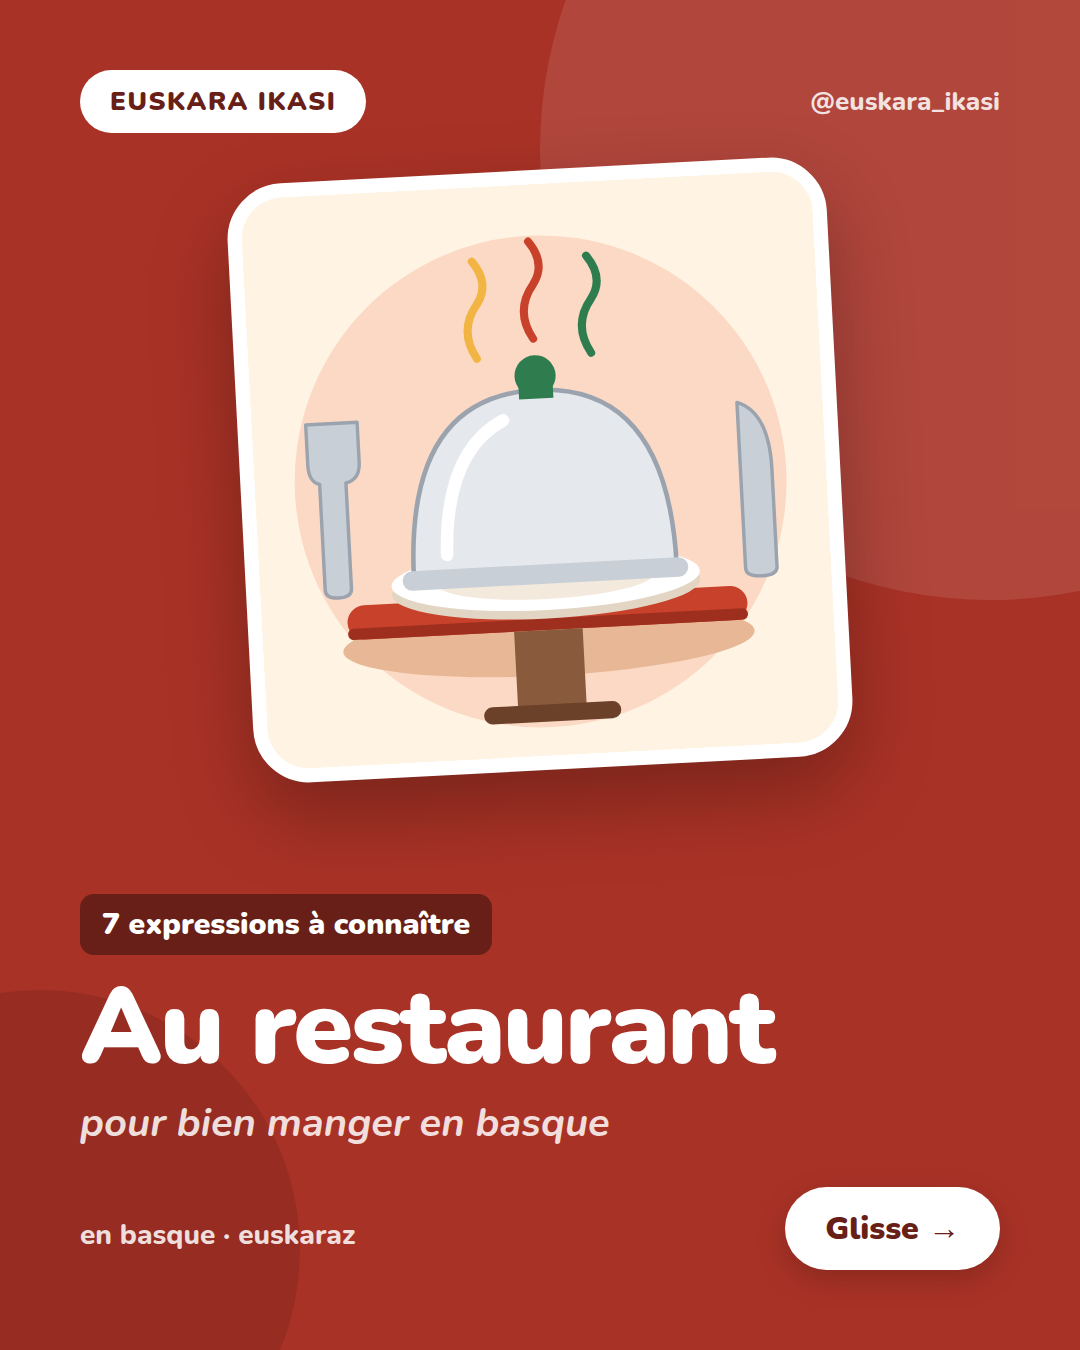 EUSKARA IKASI
@euskara_ikasi
7 expressions à connaître
Au restaurant
pour bien manger en basque
en basque · euskaraz
Glisse →